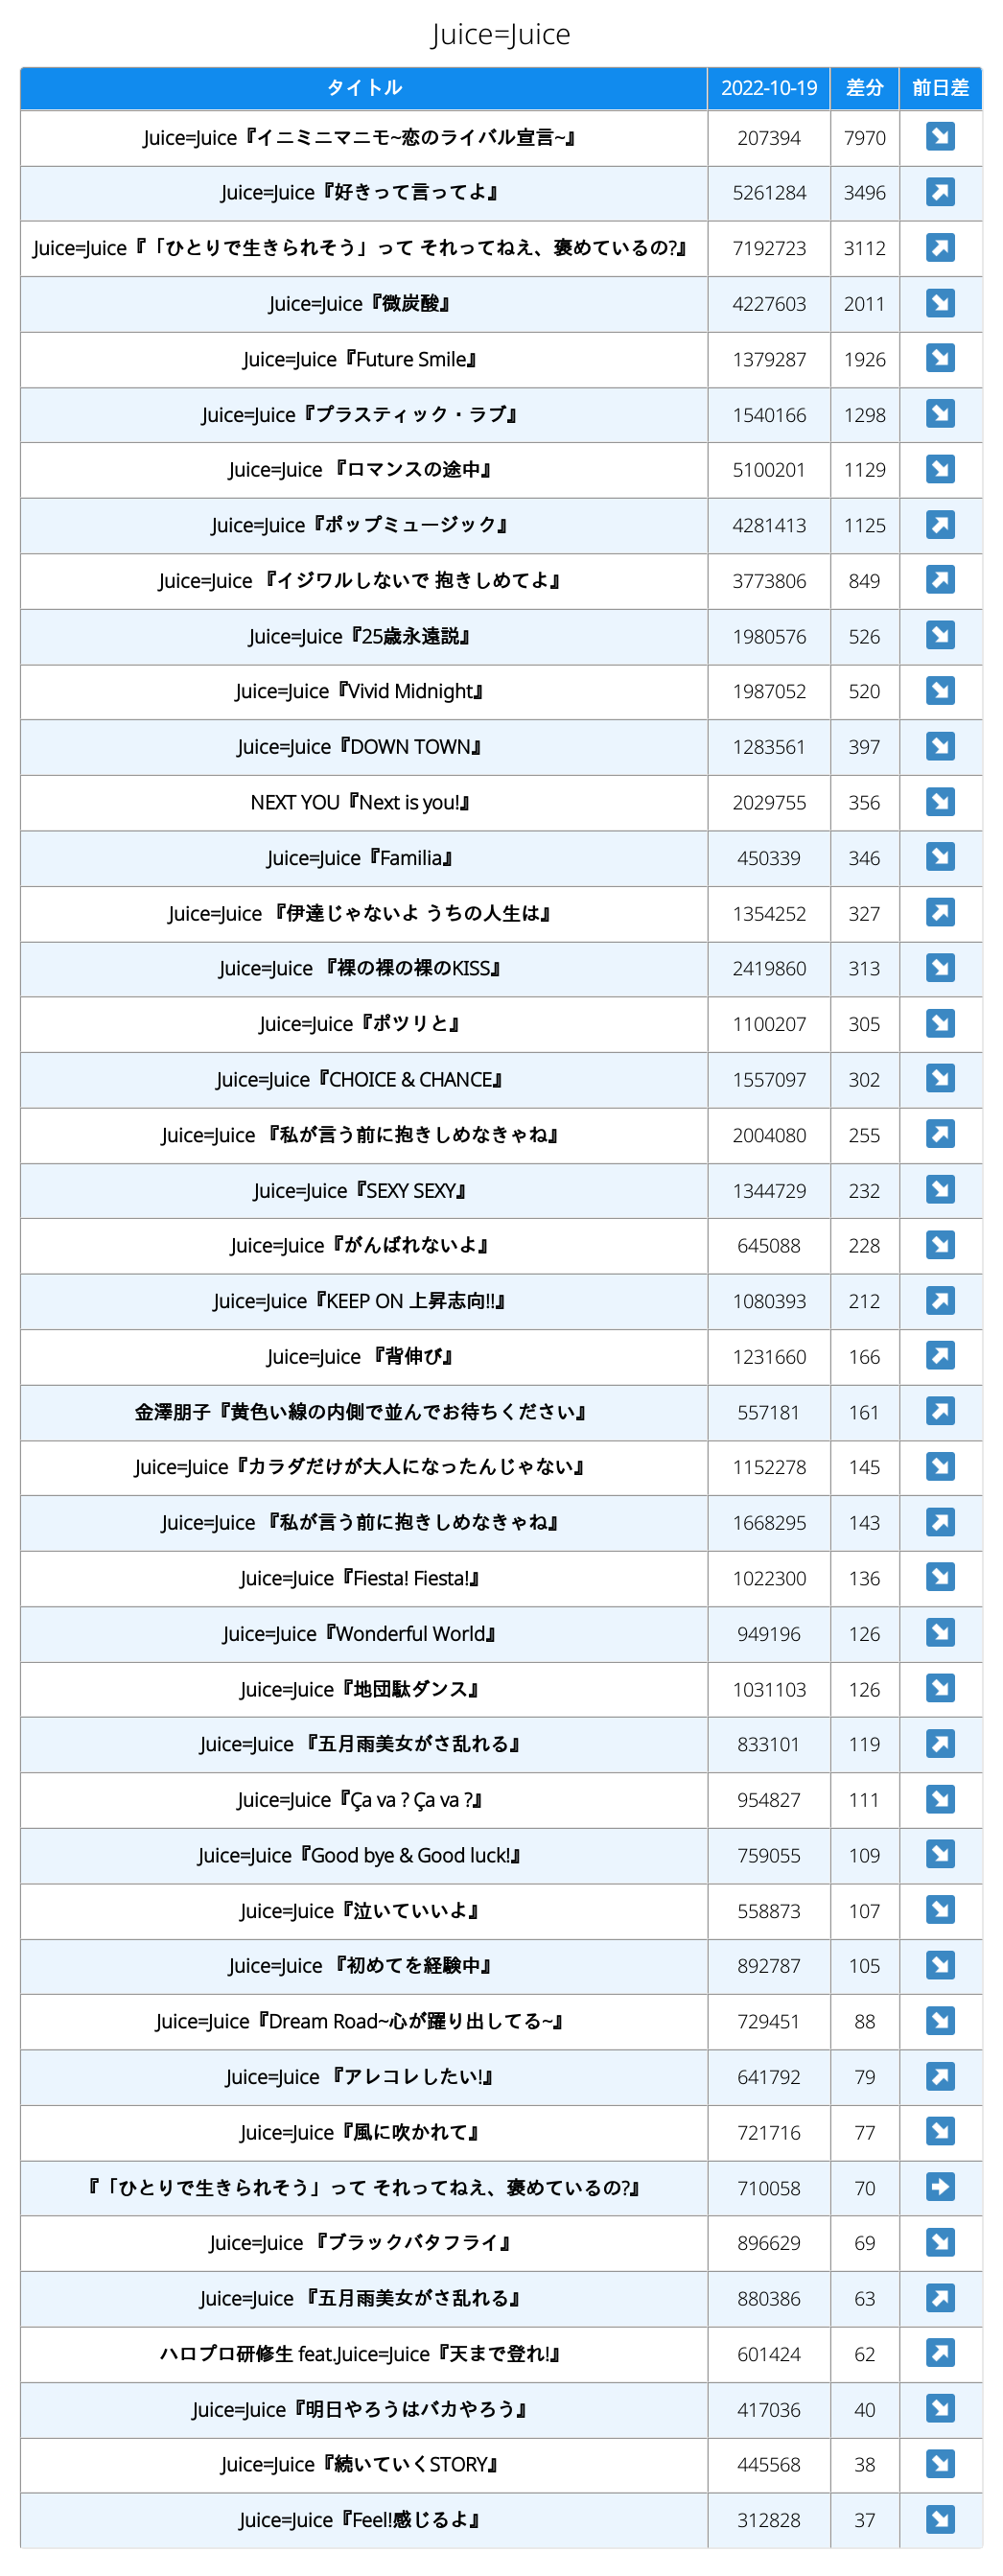 Juice=Juice
タイトル 2022-10-19 差分 前日差
Juice=Juice『イニミニマニモ~恋のライバル宣言~』 207394 7970 ↘
Juice=Juice『好きって言ってよ』 5261284 3496 ↗
Juice=Juice『「ひとりで生きられそう」って それってねえ、褒めているの?』 7192723 3112 ↗
Juice=Juice『微炭酸』 4227603 2011 ↘
Juice=Juice『Future Smile』 1379287 1926 ↘
Juice=Juice『プラスティック・ラブ』 1540166 1298 ↘
Juice=Juice 『ロマンスの途中』 5100201 1129 ↘
Juice=Juice『ポップミュージック』 4281413 1125 ↗
Juice=Juice 『イジワルしないで 抱きしめてよ』 3773806 849 ↗
Juice=Juice『25歳永遠説』 1980576 526 ↘
Juice=Juice『Vivid Midnight』 1987052 520 ↘
Juice=Juice『DOWN TOWN』 1283561 397 ↘
NEXT YOU『Next is you!』 2029755 356 ↘
Juice=Juice『Familia』 450339 346 ↘
Juice=Juice 『伊達じゃないよ うちの人生は』 1354252 327 ↗
Juice=Juice 『裸の裸の裸のKISS』 2419860 313 ↘
Juice=Juice『ポツリと』 1100207 305 ↘
Juice=Juice『CHOICE & CHANCE』 1557097 302 ↘
Juice=Juice 『私が言う前に抱きしめなきゃね』 2004080 255 ↗
Juice=Juice『SEXY SEXY』 1344729 232 ↘
Juice=Juice『がんばれないよ』 645088 228 ↘
Juice=Juice『KEEP ON 上昇志向!!』 1080393 212 ↗
Juice=Juice 『背伸び』 1231660 166 ↗
金澤朋子『黄色い線の内側で並んでお待ちください』 557181 161 ↗
Juice=Juice『カラダだけが大人になったんじゃない』 1152278 145 ↘
Juice=Juice 『私が言う前に抱きしめなきゃね』 1668295 143 ↗
Juice=Juice『Fiesta! Fiesta!』 1022300 136 ↘
Juice=Juice『Wonderful World』 949196 126 ↘
Juice=Juice『地団駄ダンス』 1031103 126 ↘
Juice=Juice 『五月雨美女がさ乱れる』 833101 119 ↗
Juice=Juice『Ça va ? Ça va ?』 954827 111 ↘
Juice=Juice『Good bye & Good luck!』 759055 109 ↘
Juice=Juice『泣いていいよ』 558873 107 ↘
Juice=Juice 『初めてを経験中』 892787 105 ↘
Juice=Juice『Dream Road~心が躍り出してる~』 729451 88 ↘
Juice=Juice 『アレコレしたい!』 641792 79 ↗
Juice=Juice『風に吹かれて』 721716 77 ↘
『「ひとりで生きられそう」って それってねえ、褒めているの?』 710058 70 ➡
Juice=Juice 『ブラックバタフライ』 896629 69 ↘
Juice=Juice 『五月雨美女がさ乱れる』 880386 63 ↗
ハロプロ研修生 feat.Juice=Juice『天まで登れ!』 601424 62 ↗
Juice=Juice『明日やろうはバカやろう』 417036 40 ↘
Juice=Juice『続いていくSTORY』 445568 38 ↘
Juice=Juice『Feel!感じるよ』 312828 37 ↘